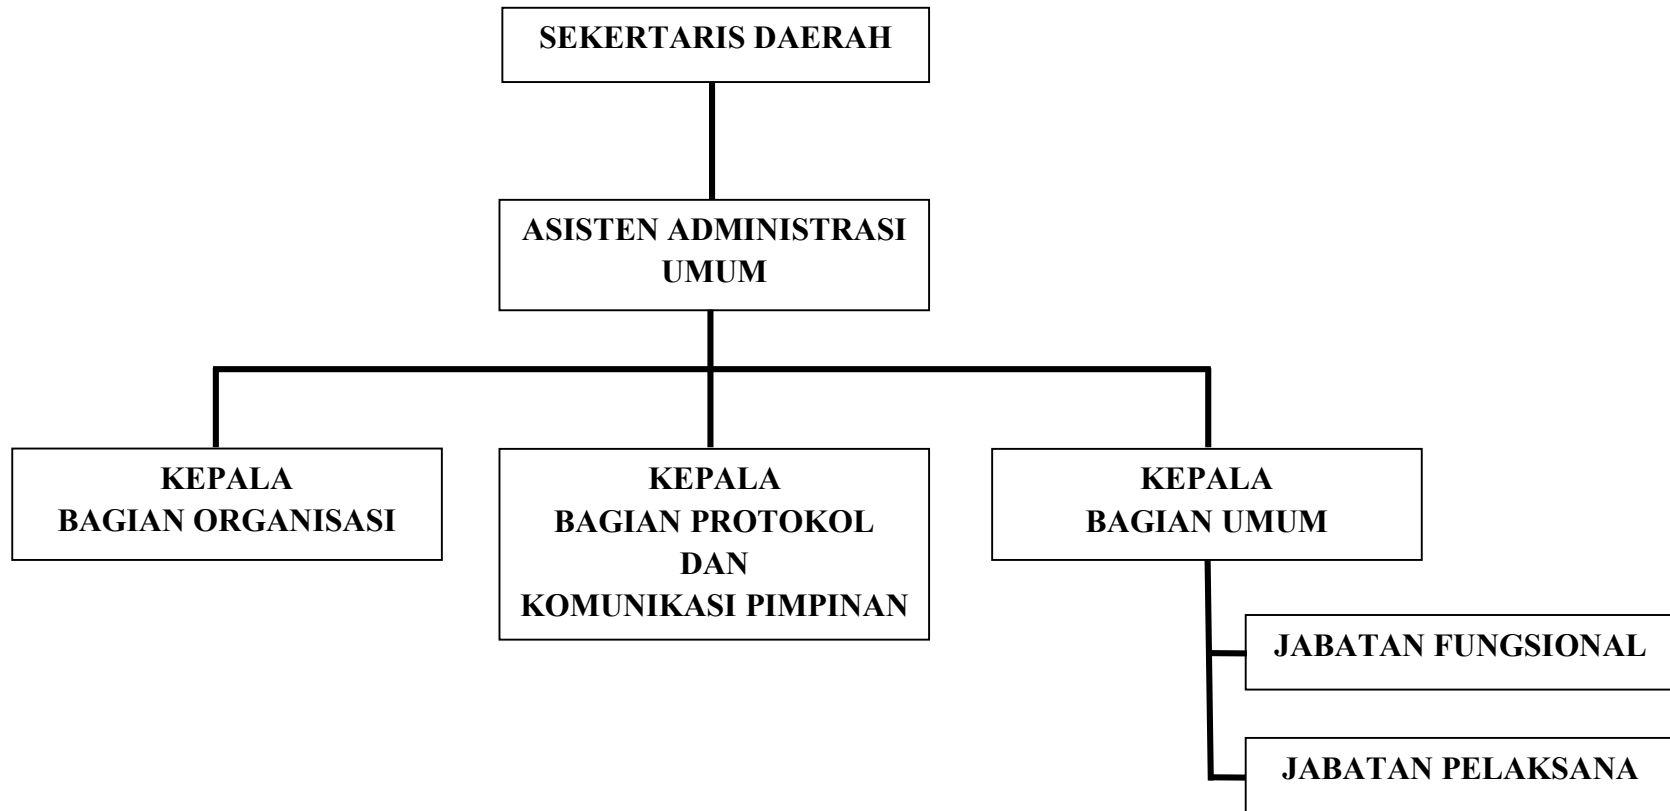 SEKERTARIS DAERAH
ASISTEN ADMINISTRASI
UMUM
KEPALA
BAGIAN ORGANISASI
KEPALA
BAGIAN PROTOKOL
DAN
KOMUNIKASI PIMPINAN
KEPALA
BAGIAN UMUM
JABATAN FUNGSIONAL
JABATAN PELAKSANA